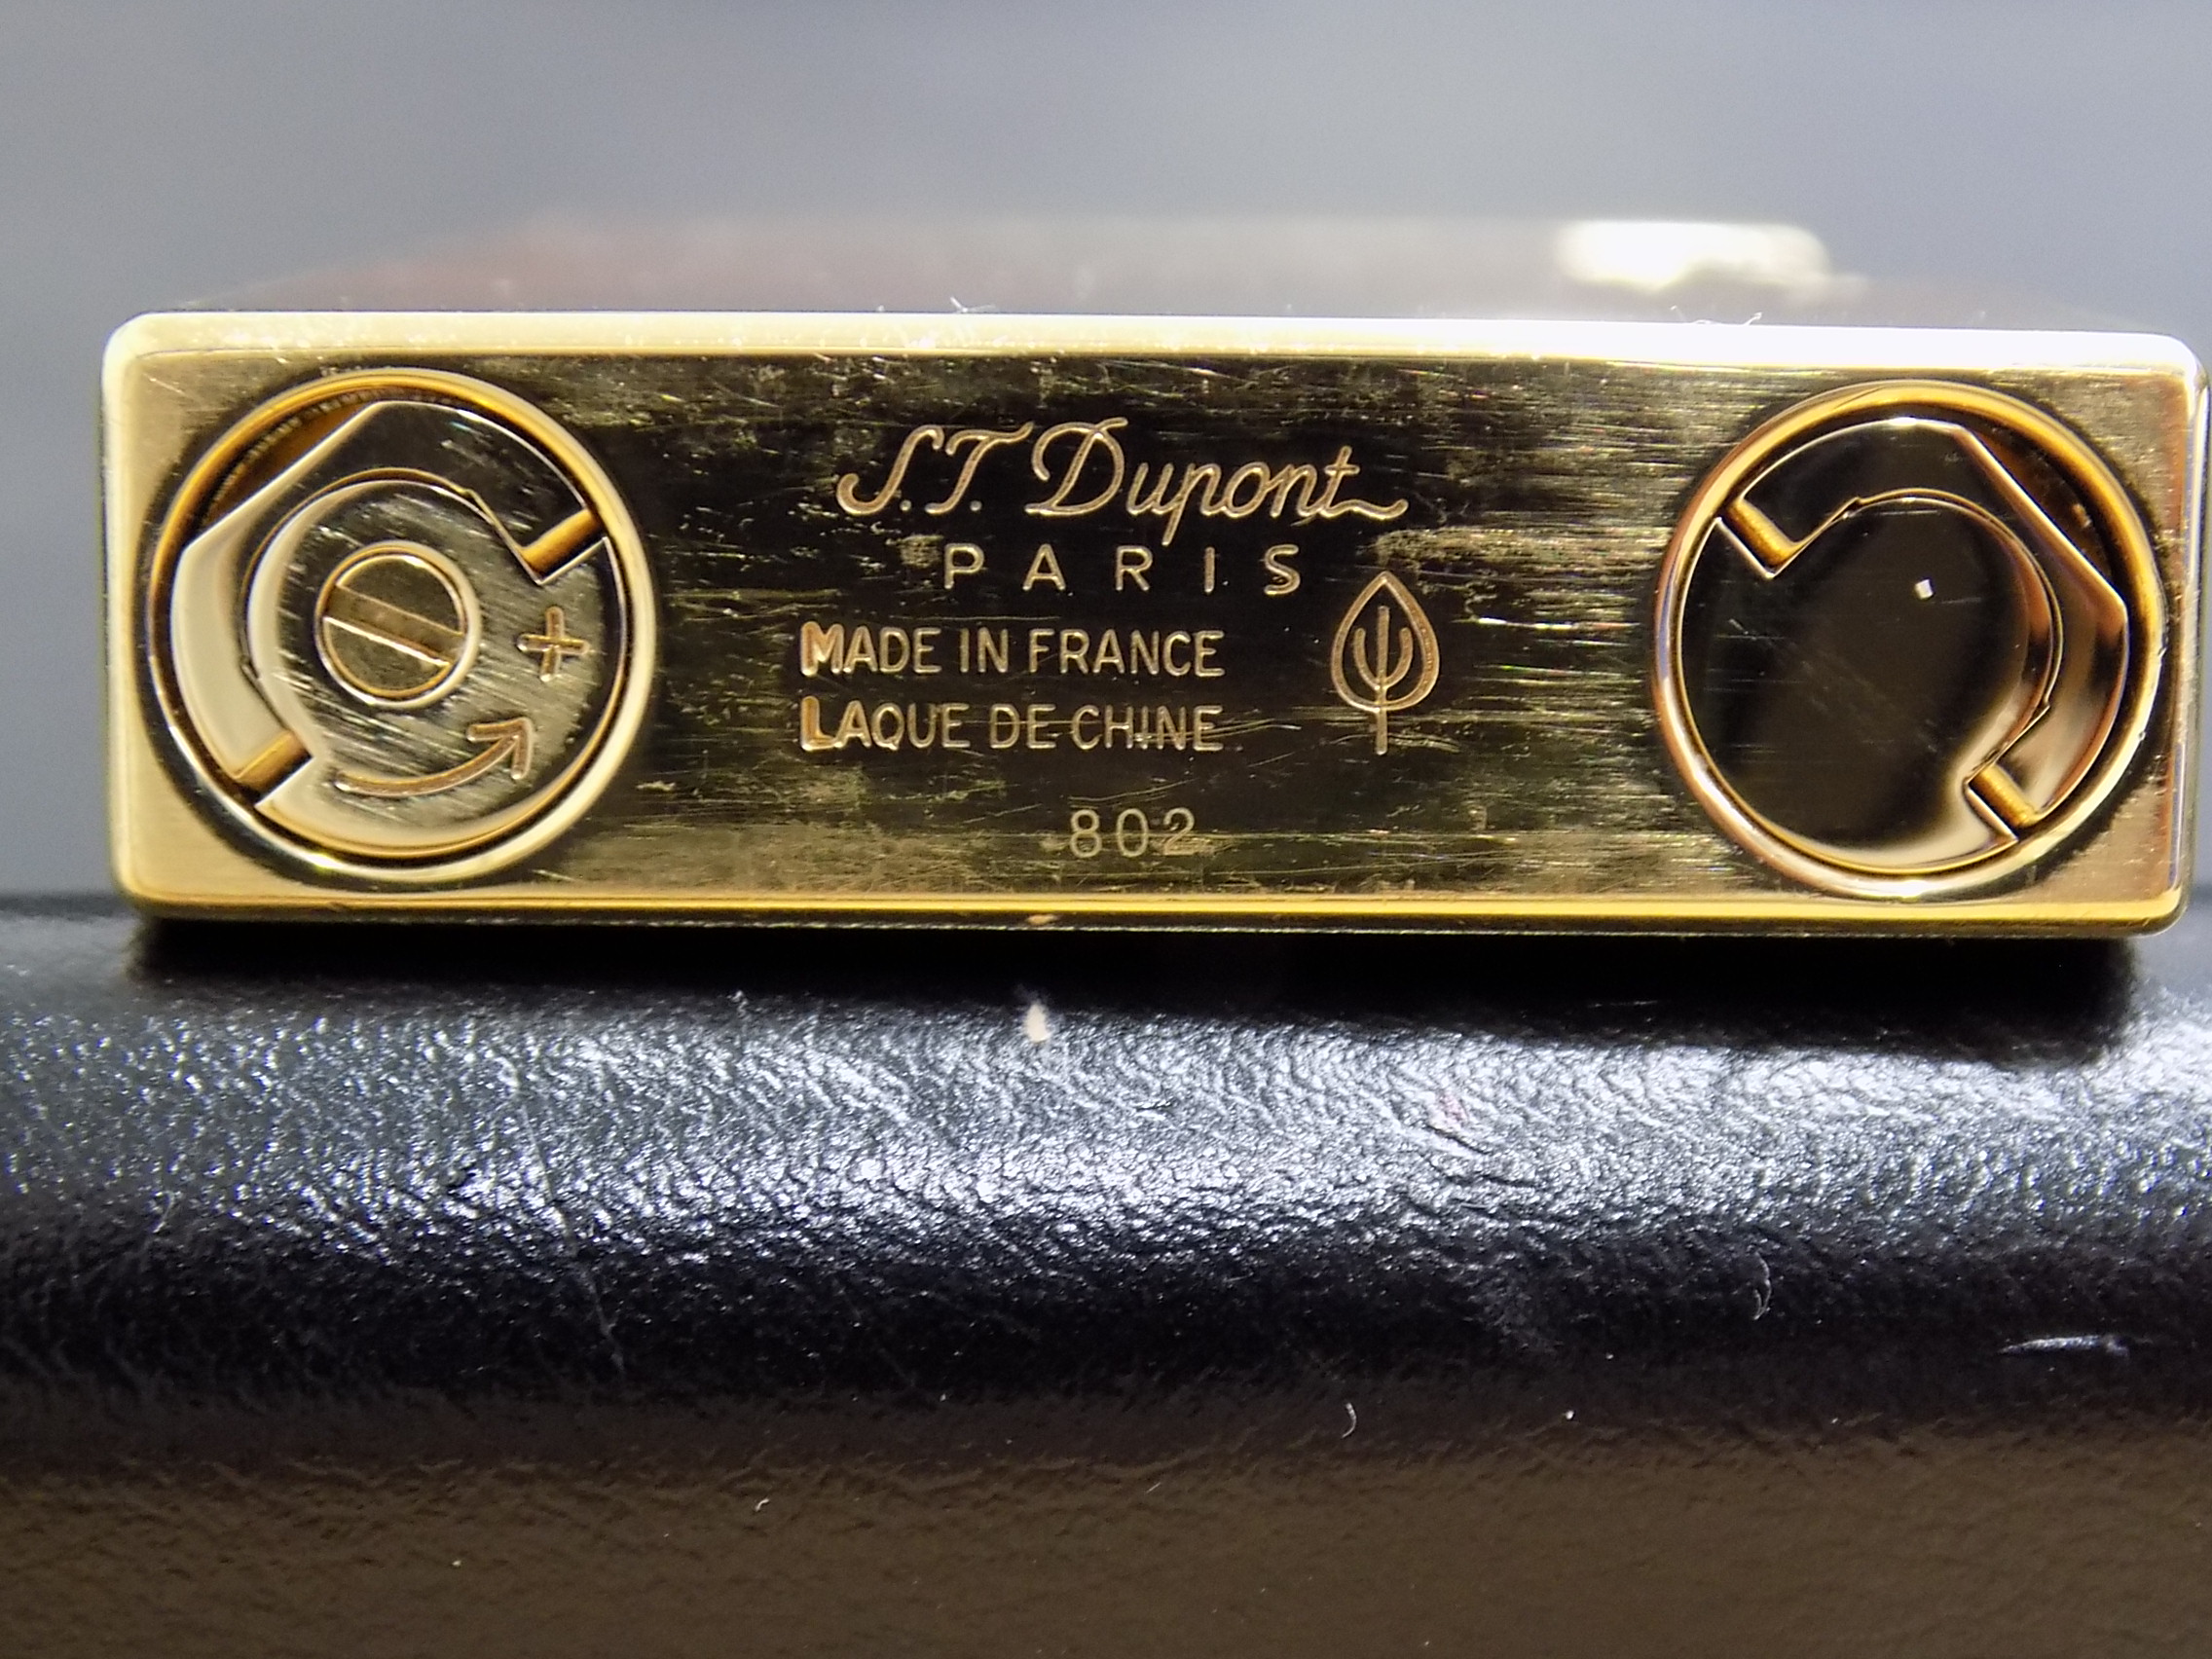 S.T. Dupont
PARIS
MADE IN FRANCE
LAQUE DE CHINE
802
+